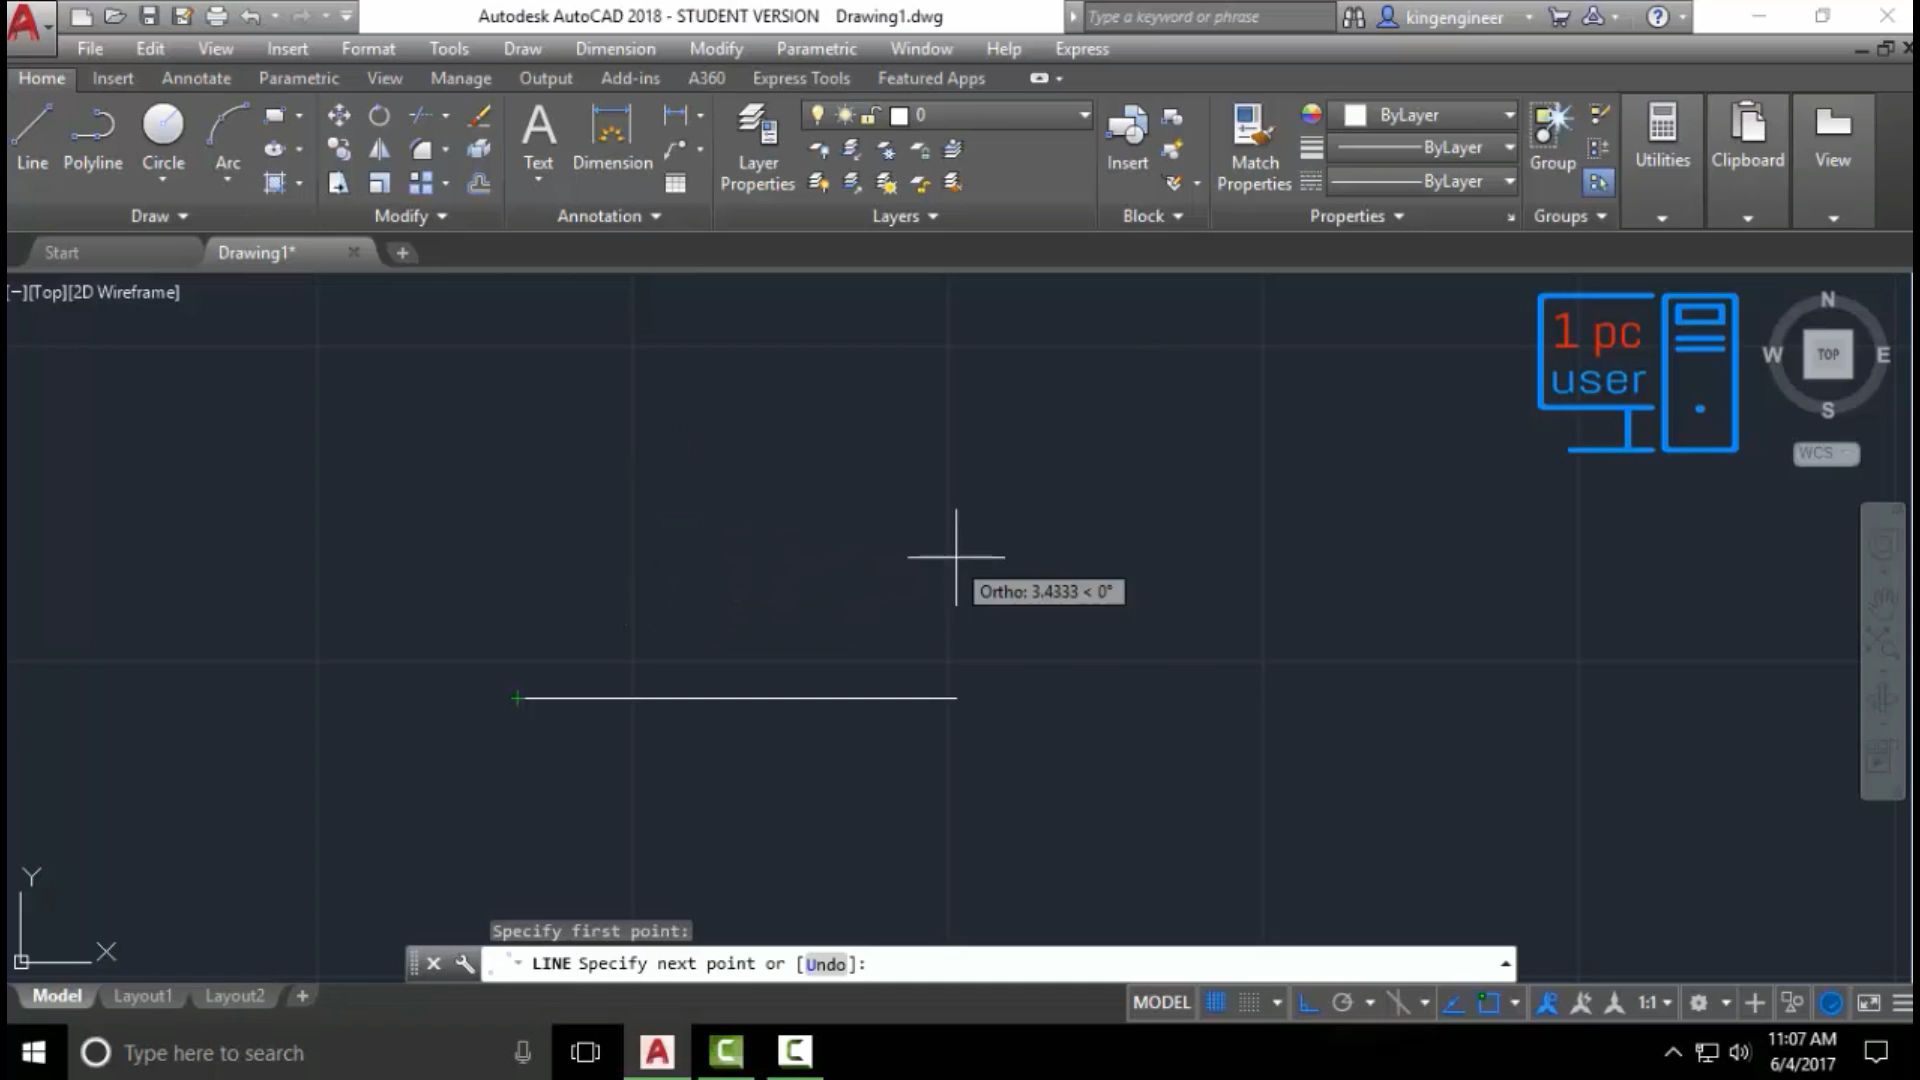 Autodesk AutoCAD 2018 - STUDENT VERSION Drawing1.dwg
Type a keyword or phrase
kingengineer
File Edit View Insert Format Tools Draw Dimension Modify Parametric Window Help Express
Home Insert Annotate Parametric View Manage Output Add-ins A360 Express Tools Featured Apps
0
ByLayer
ByLayer
ByLayer
Line Polyline Circle Arc
Text Dimension
Layer Properties
Insert
Match Properties
Group
Utilities
Clipboard
View
Draw Modify Annotation Layers Block Properties Groups
Start Drawing1* +
[−][Top][2D Wireframe]
1 pc
user
N
W TOP E
S
WCS
Ortho: 3.4333 < 0°
Y
X
Specify first point:
LINE Specify next point or [Undo]:
Model Layout1 Layout2 +
MODEL 1:1
Type here to search
11:07 AM
6/4/2017